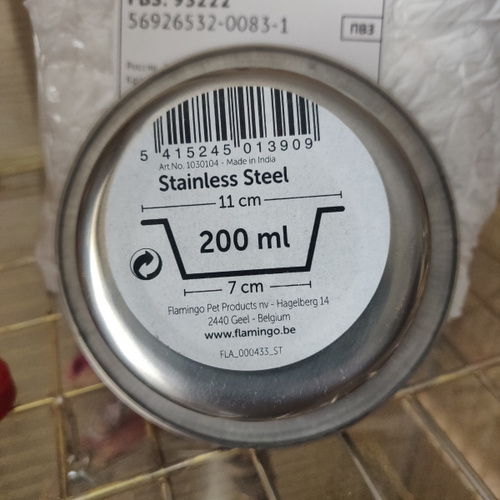 56926532-0083-1
ПВЗ
5 415245 013909
Art.No. 1030104 - Made in India
Stainless Steel
11 cm
200 ml
7 cm
Flamingo Pet Products nv - Hagelberg 14
2440 Geel - Belgium
www.flamingo.be
FLA_000433_ST